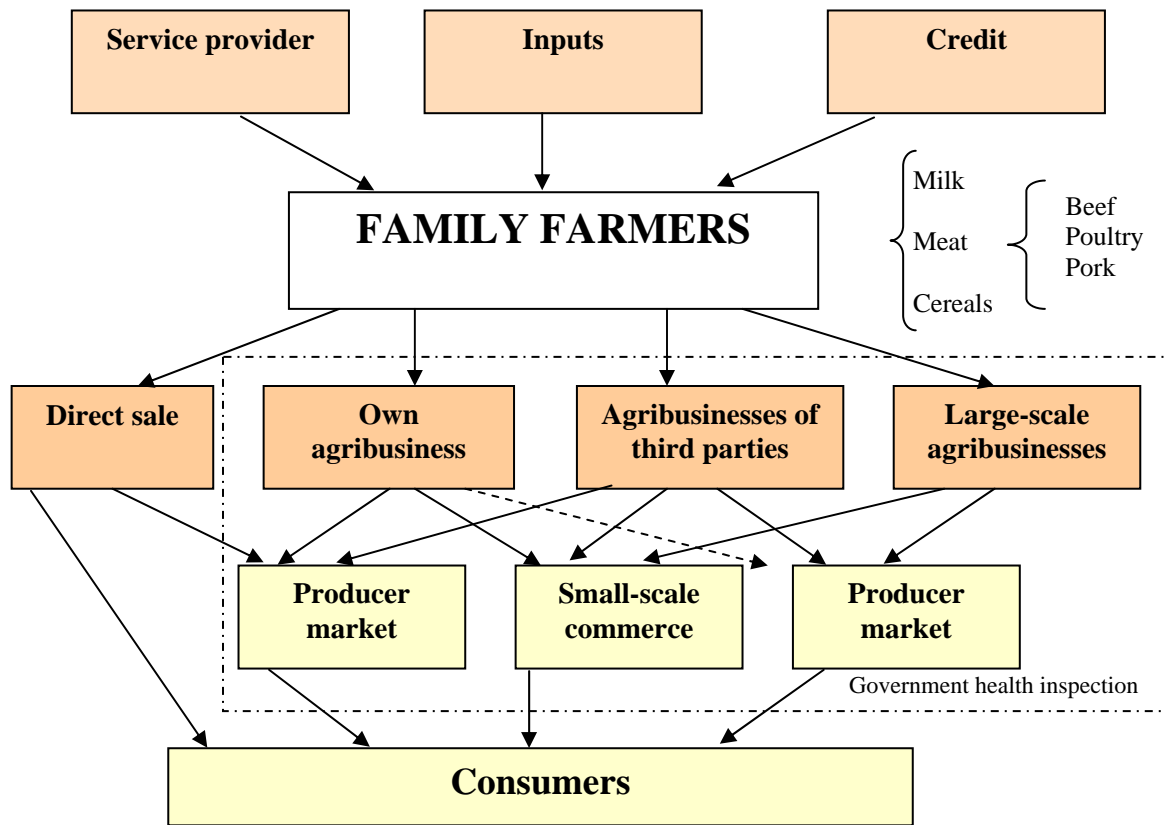 Service provider
Inputs
Credit
FAMILY FARMERS
Milk
Meat
Cereals
Beef
Poultry
Pork
Direct sale
Own
agribusiness
Agribusinesses of
third parties
Large-scale
agribusinesses
Producer
market
Small-scale
commerce
Producer
market
Government health inspection
Consumers